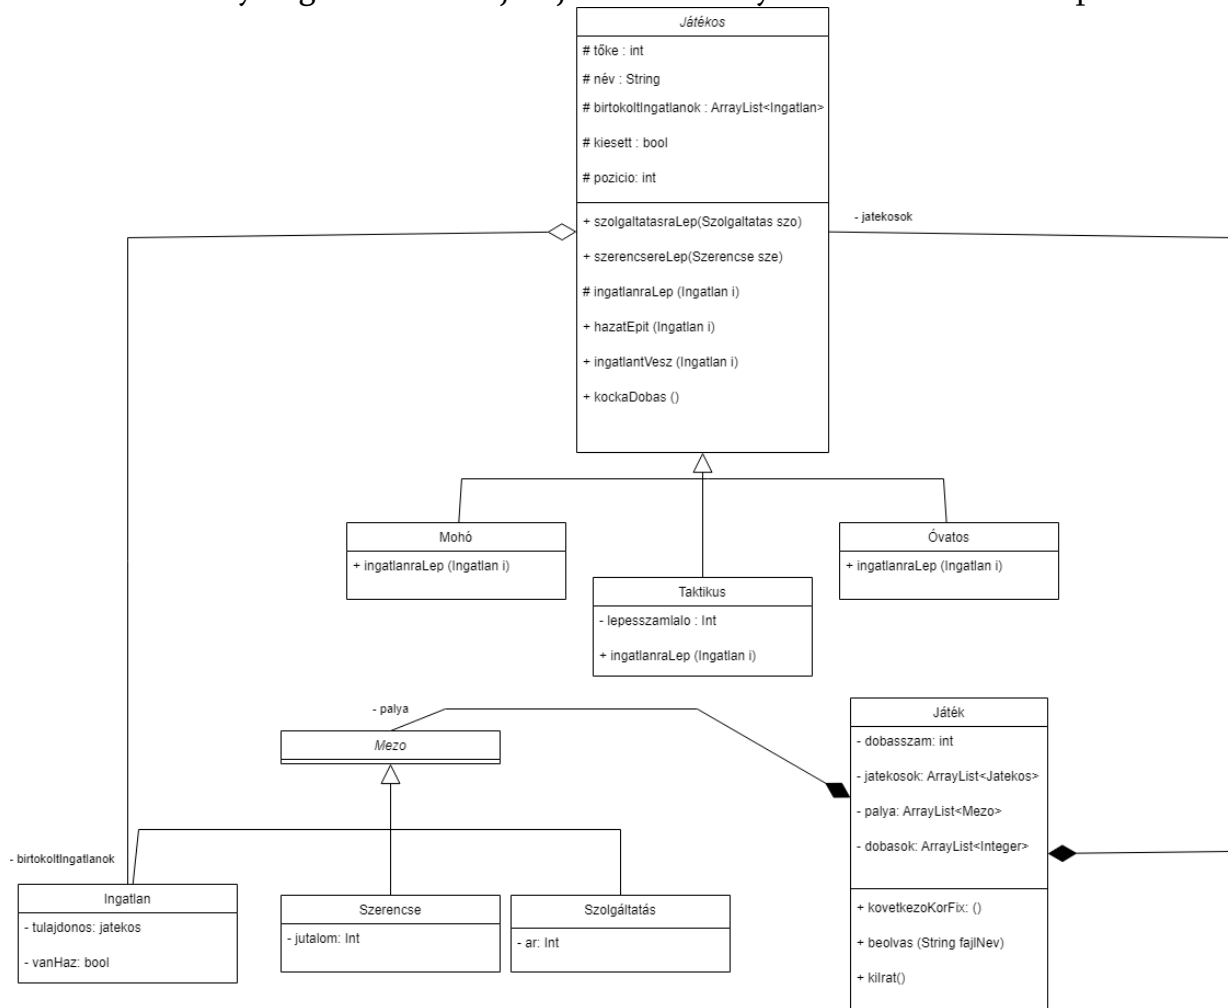 Játékos
# tőke : int
# név : String
# birtokoltIngatlanok : ArrayList<Ingatlan>
# kiesett : bool
# pozicio: int
+ szolgaltatasraLep(Szolgaltatas szo)
+ szerencsereLep(Szerencse sze)
# ingatlanraLep (Ingatlan i)
+ hazatEpit (Ingatlan i)
+ ingatlantVesz (Ingatlan i)
+ kockaDobas ()
- jatekosok
Mohó
+ ingatlanraLep (Ingatlan i)
Taktikus
- lepesszamlalo : Int
+ ingatlanraLep (Ingatlan i)
Óvatos
+ ingatlanraLep (Ingatlan i)
- palya
Mezo
Játék
- dobasszam: int
- jatekosok: ArrayList<Jatekos>
- palya: ArrayList<Mezo>
- dobasok: ArrayList<Integer>
+ kovetkezoKorFix: ()
+ beolvas (String fajlNev)
+ kiIrat()
- birtokoltIngatlanok
Ingatlan
- tulajdonos: jatekos
- vanHaz: bool
Szerencse
- jutalom: Int
Szolgáltatás
- ar: Int